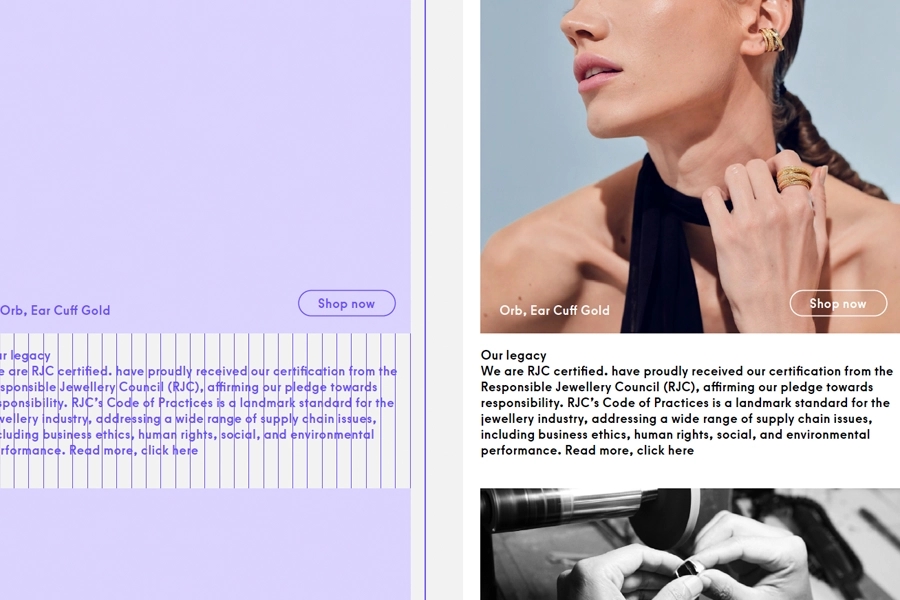 Orb, Ear Cuff Gold
Shop now
r legacy
e are RJC certified. have proudly received our certification from the
sponsible Jewellery Council (RJC), affirming our pledge towards
ponsibility. RJC's Code of Practices is a landmark standard for the
wellery industry, addressing a wide range of supply chain issues,
cluding business ethics, human rights, social, and environmental
rformance. Read more, click here
Orb, Ear Cuff Gold
Shop now
Our legacy
We are RJC certified. have proudly received our certification from the
Responsible Jewellery Council (RJC), affirming our pledge towards
responsibility. RJC's Code of Practices is a landmark standard for the
jewellery industry, addressing a wide range of supply chain issues,
including business ethics, human rights, social, and environmental
performance. Read more, click here